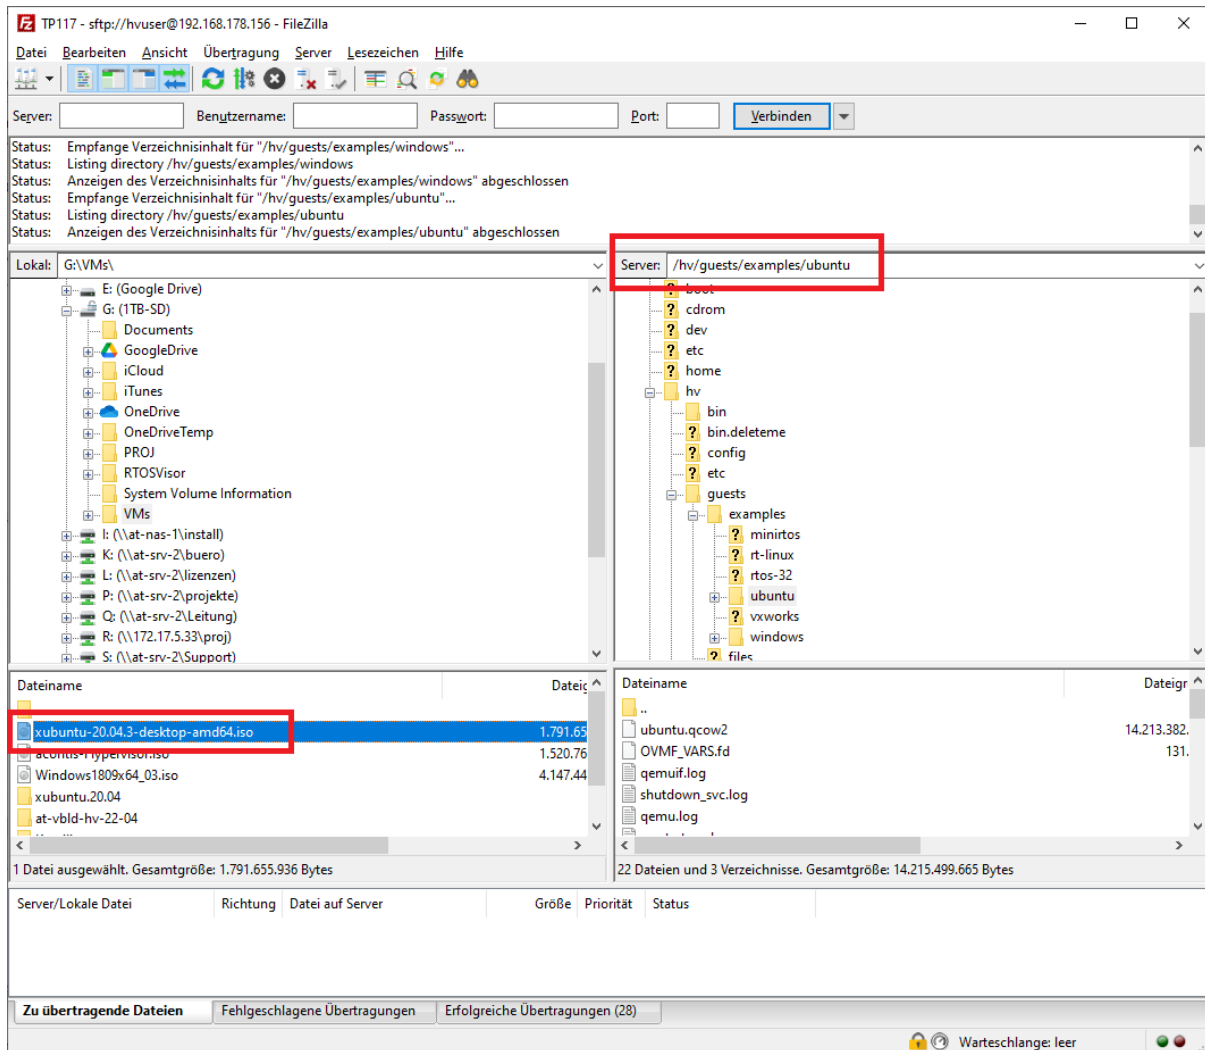 TP117 - sftp://hvuser@192.168.178.156 - FileZilla
Datei Bearbeiten Ansicht Übertragung Server Lesezeichen Hilfe
Server: Benutzername: Passwort: Port: Verbinden
Status: Empfange Verzeichnisinhalt für "/hv/guests/examples/windows"...
Status: Listing directory /hv/guests/examples/windows
Status: Anzeigen des Verzeichnisinhalts für "/hv/guests/examples/windows" abgeschlossen
Status: Empfange Verzeichnisinhalt für "/hv/guests/examples/ubuntu"...
Status: Listing directory /hv/guests/examples/ubuntu
Status: Anzeigen des Verzeichnisinhalts für "/hv/guests/examples/ubuntu" abgeschlossen
Lokal: G:\VMs\
E: (Google Drive)
G: (1TB-SD)
Documents
GoogleDrive
iCloud
iTunes
OneDrive
OneDriveTemp
PROJ
RTOSVisor
System Volume Information
VMs
I: (\\at-nas-1\install)
K: (\\at-srv-2\buero)
L: (\\at-srv-2\lizenzen)
P: (\\at-srv-2\projekte)
Q: (\\at-srv-2\Leitung)
R: (\\172.17.5.33\proj)
S: (\\at-srv-2\Support)
Server: /hv/guests/examples/ubuntu
boot
cdrom
dev
etc
home
hv
bin
bin.deleteme
config
etc
guests
examples
minirtos
rt-linux
rtos-32
ubuntu
vxworks
windows
files
Dateiname Dateig
xubuntu-20.04.3-desktop-amd64.iso 1.791.65
acontis-Hypervisor.iso 1.520.76
Windows1809x64_03.iso 4.147.44
xubuntu.20.04
at-vbld-hv-22-04
1 Datei ausgewählt. Gesamtgröße: 1.791.655.936 Bytes
Dateiname Dateigr
..
ubuntu.qcow2 14.213.382.
OVMF_VARS.fd 131.
qemuif.log
shutdown_svc.log
qemu.log
22 Dateien und 3 Verzeichnisse. Gesamtgröße: 14.215.499.665 Bytes
Server/Lokale Datei Richtung Datei auf Server Größe Priorität Status
Zu übertragende Dateien Fehlgeschlagene Übertragungen Erfolgreiche Übertragungen (28)
Warteschlange: leer